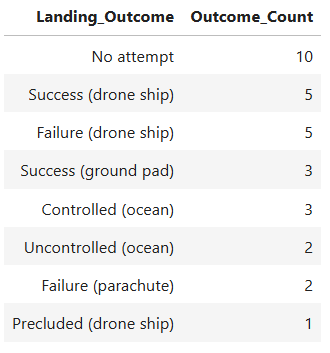 Landing_Outcome Outcome_Count
No attempt 10
Success (drone ship) 5
Failure (drone ship) 5
Success (ground pad) 3
Controlled (ocean) 3
Uncontrolled (ocean) 2
Failure (parachute) 2
Precluded (drone ship) 1